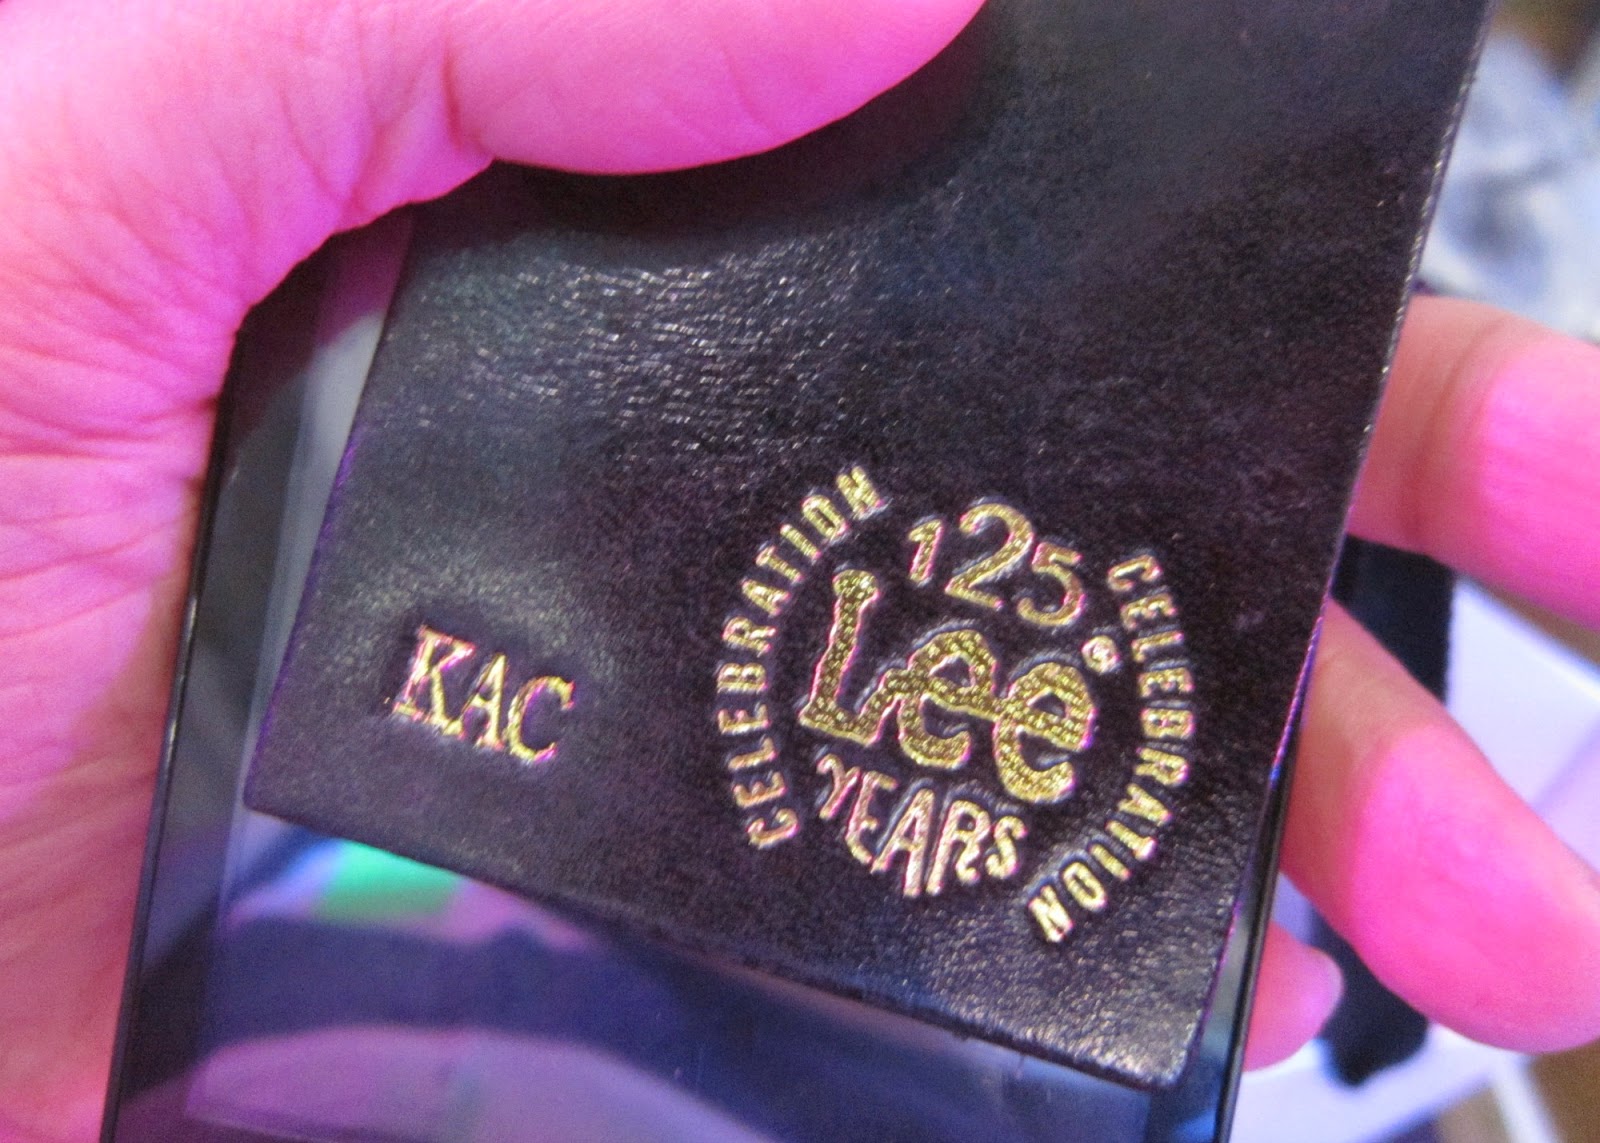 KAC
CELEBRATION
125
Lee®
YEARS
CELEBRATION